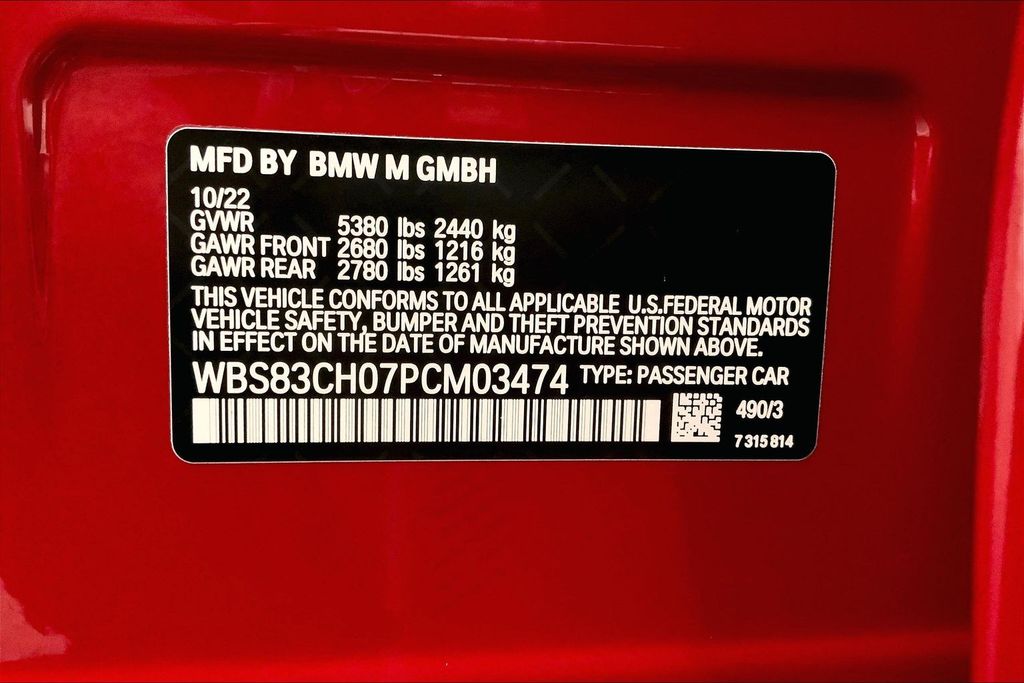 MFD BY BMW M GMBH
10/22
GVWR 5380 lbs 2440 kg
GAWR FRONT 2680 lbs 1216 kg
GAWR REAR 2780 lbs 1261 kg
THIS VEHICLE CONFORMS TO ALL APPLICABLE U.S.FEDERAL MOTOR
VEHICLE SAFETY, BUMPER AND THEFT PREVENTION STANDARDS
IN EFFECT ON THE DATE OF MANUFACTURE SHOWN ABOVE.
WBS83CH07PCM03474 TYPE: PASSENGER CAR
490/3
7 315 814